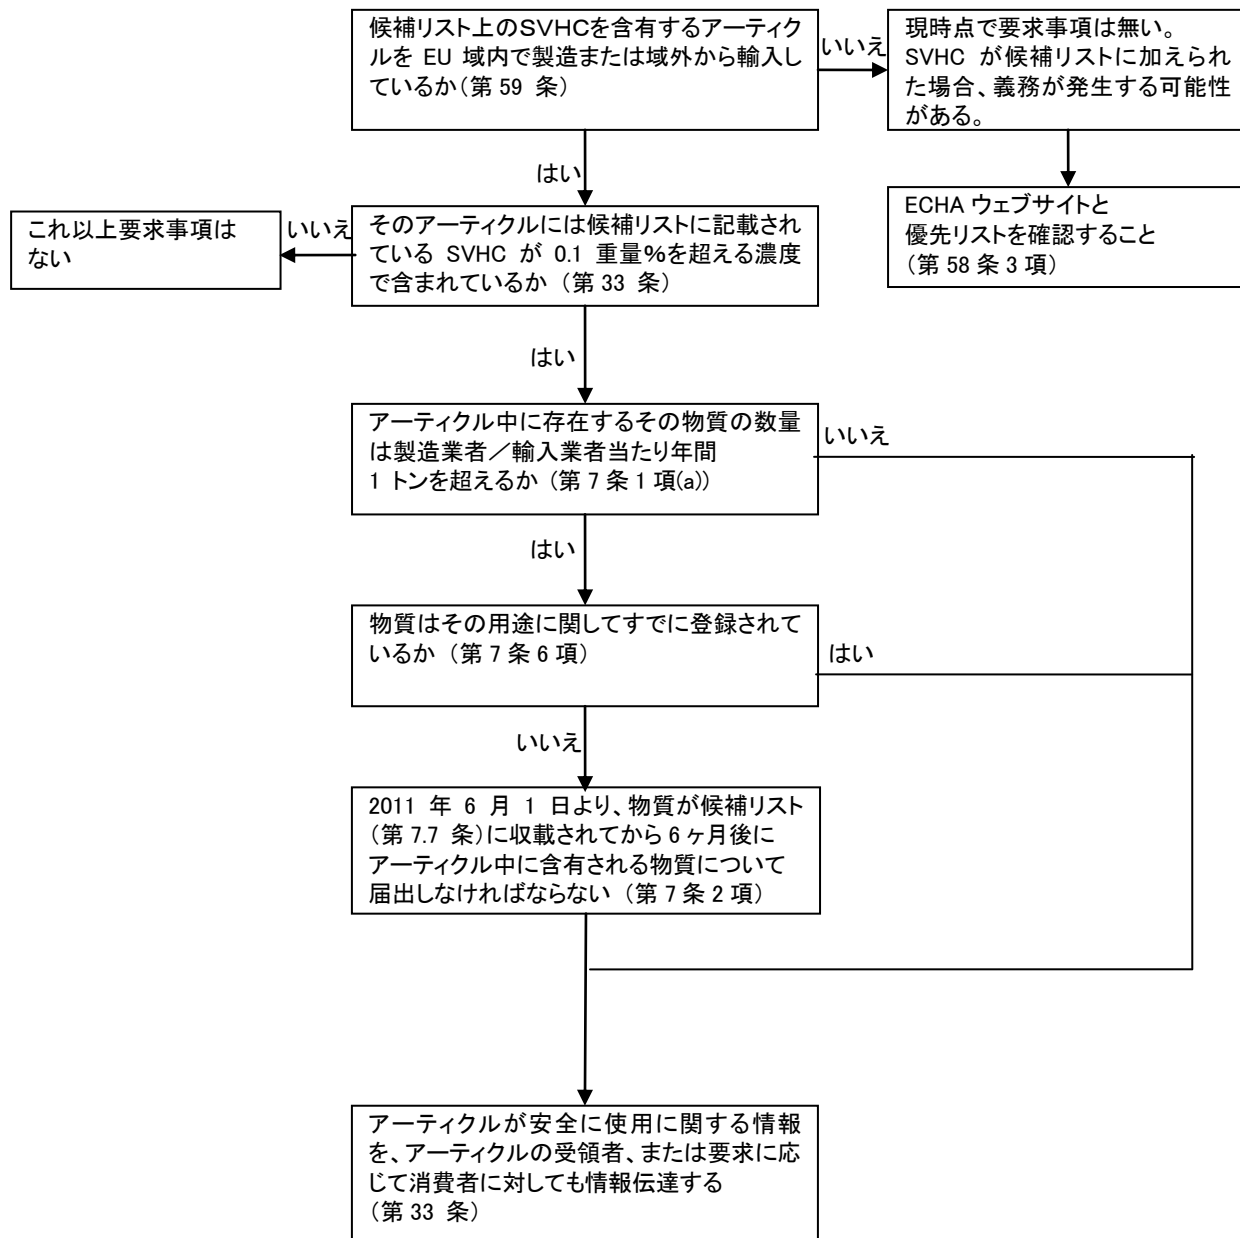 候補リスト上のSVHCを含有するアーティク
ルを EU 域内で製造または域外から輸入し
ているか（第 59 条）
いいえ
現時点で要求事項は無い。
SVHC が候補リストに加えられ
た場合、義務が発生する可能性
がある。
はい
ECHA ウェブサイトと
優先リストを確認すること
（第 58 条 3 項）
これ以上要求事項は
ない
いいえ
そのアーティクルには候補リストに記載され
ている SVHC が 0.1 重量%を超える濃度
で含まれているか （第 33 条）
はい
アーティクル中に存在するその物質の数量
は製造業者／輸入業者当たり年間
1 トンを超えるか （第 7 条 1 項(a)）
いいえ
はい
物質はその用途に関してすでに登録されて
いるか （第 7 条 6 項）
はい
いいえ
2011 年 6 月 1 日より、物質が候補リスト
（第 7.7 条）に収載されてから 6 ヶ月後に
アーティクル中に含有される物質について
届出しなければならない （第 7 条 2 項）
アーティクルが安全に使用に関する情報
を、アーティクルの受領者、または要求に応
じて消費者に対しても情報伝達する
（第 33 条）